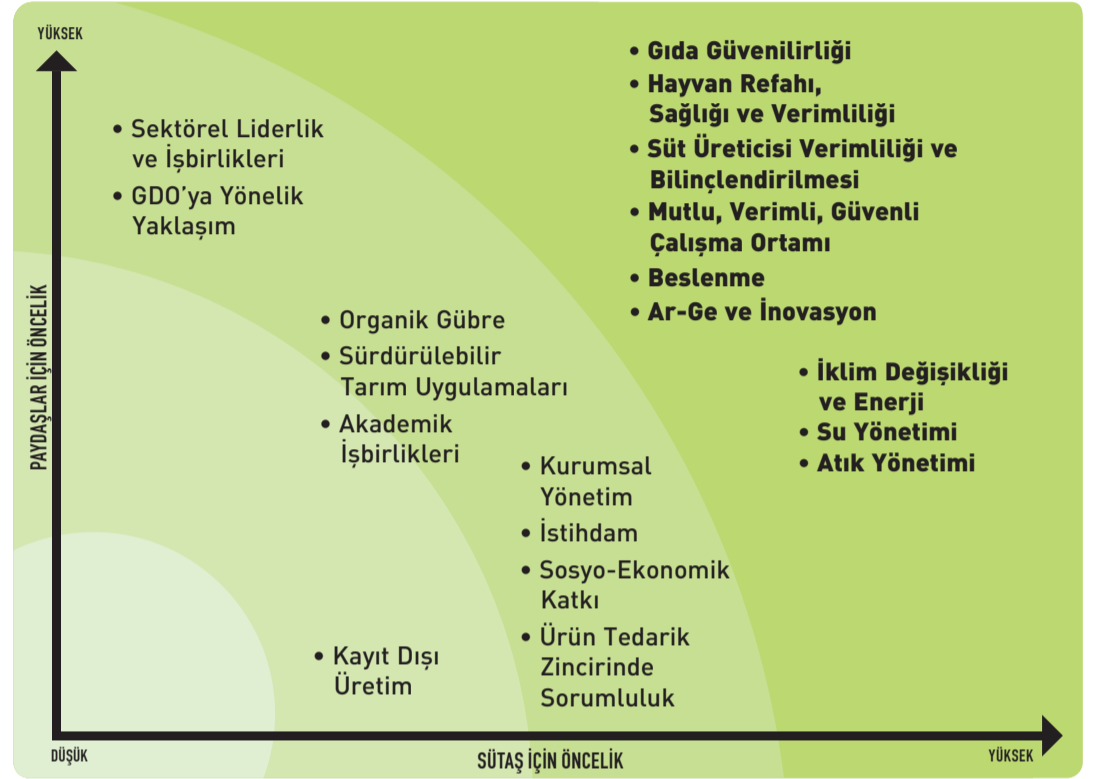 YÜKSEK
• Gıda Güvenilirliği
• Hayvan Refahı,
Sağlığı ve Verimliliği
• Süt Üreticisi Verimliliği ve
Bilinçlendirilmesi
• Mutlu, Verimli, Güvenli
Çalışma Ortamı
• Beslenme
• Ar-Ge ve İnovasyon
• Sektörel Liderlik
ve İşbirlikleri
• GDO’ya Yönelik
Yaklaşım
PAYDAŞLAR İÇİN ÖNCELİK
• Organik Gübre
• Sürdürülebilir
Tarım Uygulamaları
• Akademik
İşbirlikleri
• İklim Değişikliği
ve Enerji
• Su Yönetimi
• Atık Yönetimi
• Kurumsal
Yönetim
• İstihdam
• Sosyo-Ekonomik
Katkı
• Ürün Tedarik
Zincirinde
Sorumluluk
• Kayıt Dışı
Üretim
DÜŞÜK
SÜTAŞ İÇİN ÖNCELİK
YÜKSEK